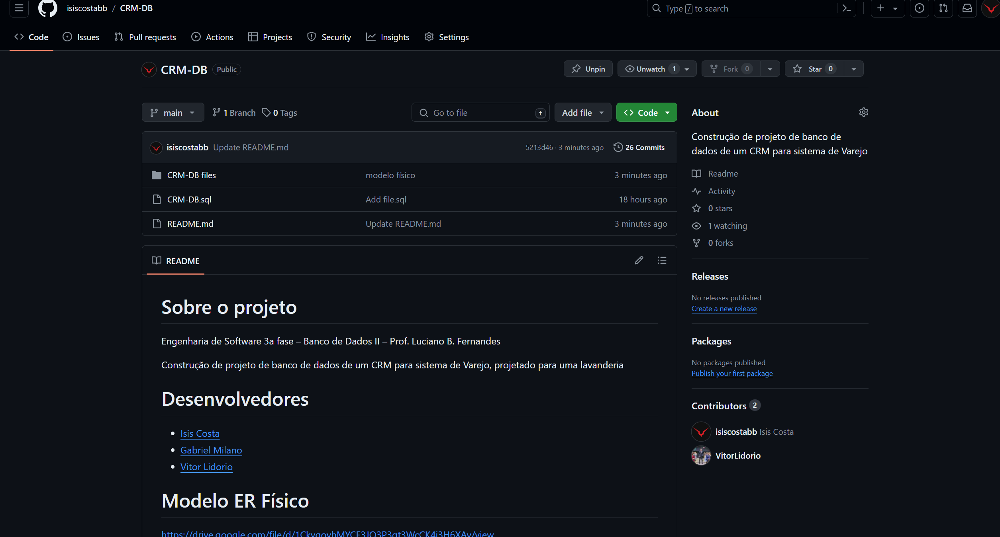 isiscostabb / CRM-DB
Type / to search
Code Issues Pull requests Actions Projects Security Insights Settings
CRM-DB Public
Unpin Unwatch 1 Fork 0 Star 0
main 1 Branch 0 Tags Go to file t Add file Code
isiscostabb Update README.md 5213d46 · 3 minutes ago 26 Commits
CRM-DB files modelo físico 3 minutes ago
CRM-DB.sql Add file.sql 18 hours ago
README.md Update README.md 3 minutes ago
README
Sobre o projeto
Engenharia de Software 3a fase – Banco de Dados II – Prof. Luciano B. Fernandes
Construção de projeto de banco de dados de um CRM para sistema de Varejo, projetado para uma lavanderia
Desenvolvedores
Isis Costa
Gabriel Milano
Vitor Lidorio
Modelo ER Físico
About
Construção de projeto de banco de
dados de um CRM para sistema de Varejo
Readme
Activity
0 stars
1 watching
0 forks
Releases
No releases published
Create a new release
Packages
No packages published
Publish your first package
Contributors 2
isiscostabb Isis Costa
VitorLidorio